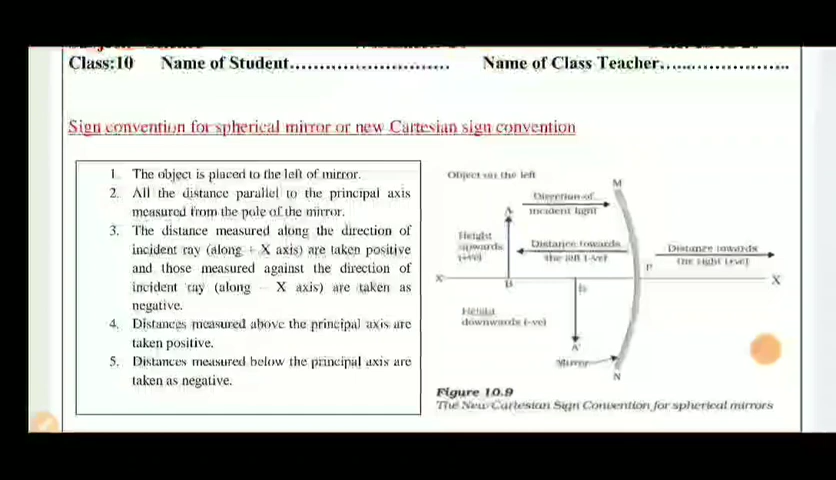 Class:10 Name of Student............................ Name of Class Teacher.......................
Sign convention for spherical mirror or new Cartesian sign convention
1. The object is placed to the left of mirror.
2. All the distance parallel to the principal axis
measured from the pole of the mirror.
3. The distance measured along the direction of
incident ray (along + X axis) are taken positive
and those measured against the direction of
incident ray (along - X axis) are taken as
negative.
4. Distances measured above the principal axis are
taken positive.
5. Distances measured below the principal axis are
taken as negative.
Object on the left
M
Direction of
incident light
A
Height
upwards
(+ve)
Distance towards
the left (-ve)
Distance towards
the right (+ve)
P
X
B
X
Height
downwards (-ve)
A'
Mirror
N
Figure 10.9
The New Cartesian Sign Convention for spherical mirrors